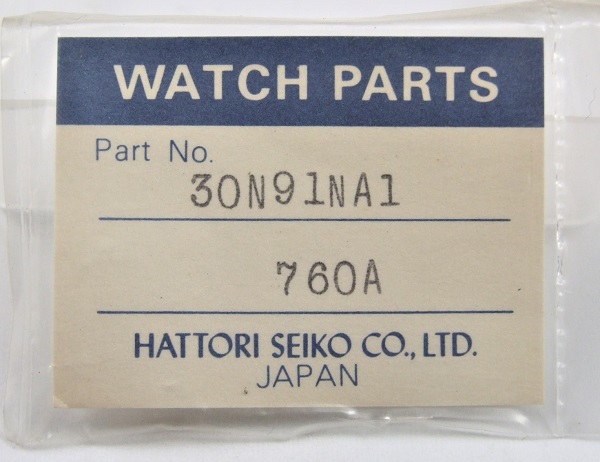 WATCH PARTS
Part No.
30N91NA1
760A
HATTORI SEIKO CO., LTD.
JAPAN